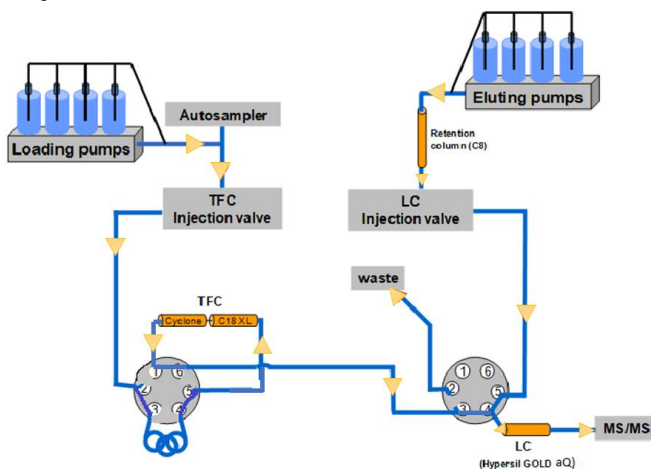 Eluting pumps
Loading pumps
Autosampler
Retention
column (C8)
TFC
Injection valve
LC
Injection valve
waste
TFC
Cyclone
C18 XL
1
6
2
5
3
4
1
6
2
5
3
4
MS/MS
LC
(Hypersil GOLD aQ)